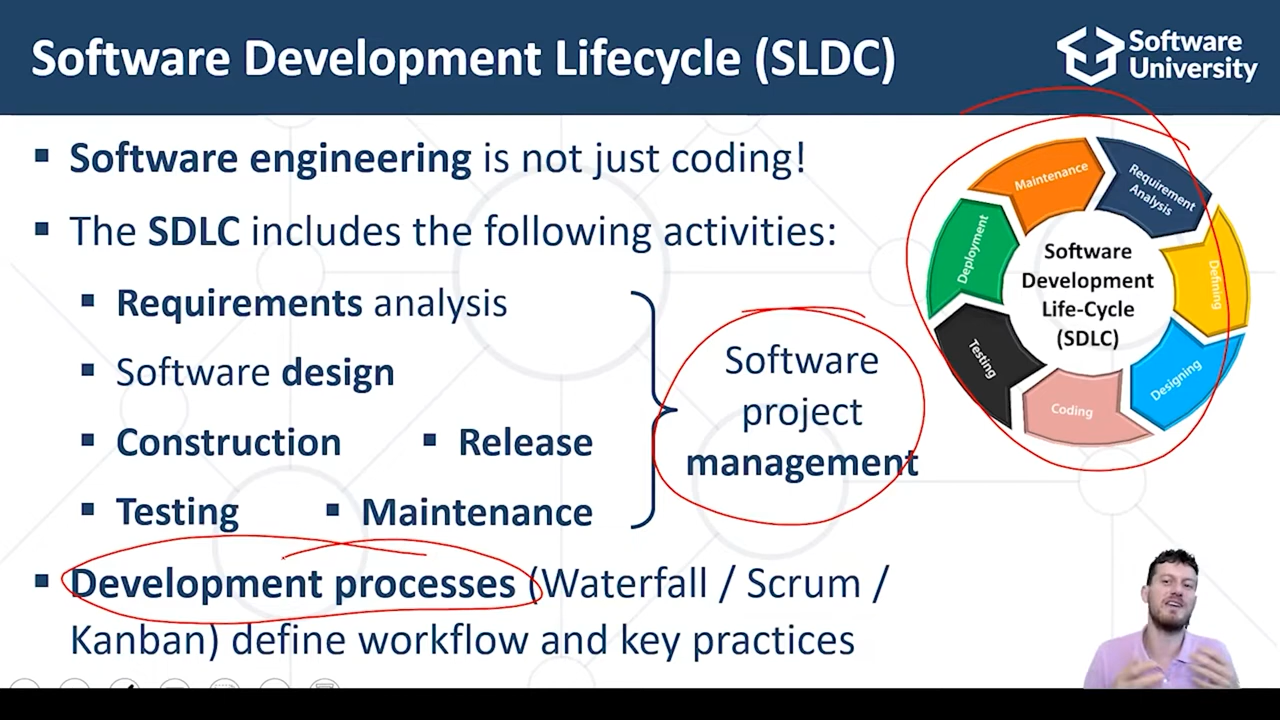 Software Development Lifecycle (SLDC)
Software
University
Software engineering is not just coding!
The SDLC includes the following activities:
Requirements analysis
Software design
Construction
Release
Testing
Maintenance
Software
project
management
Development processes (Waterfall / Scrum /
Kanban) define workflow and key practices
Maintenance
Requirement
Analysis
Defining
Designing
Coding
Testing
Deployment
Software
Development
Life-Cycle
(SDLC)